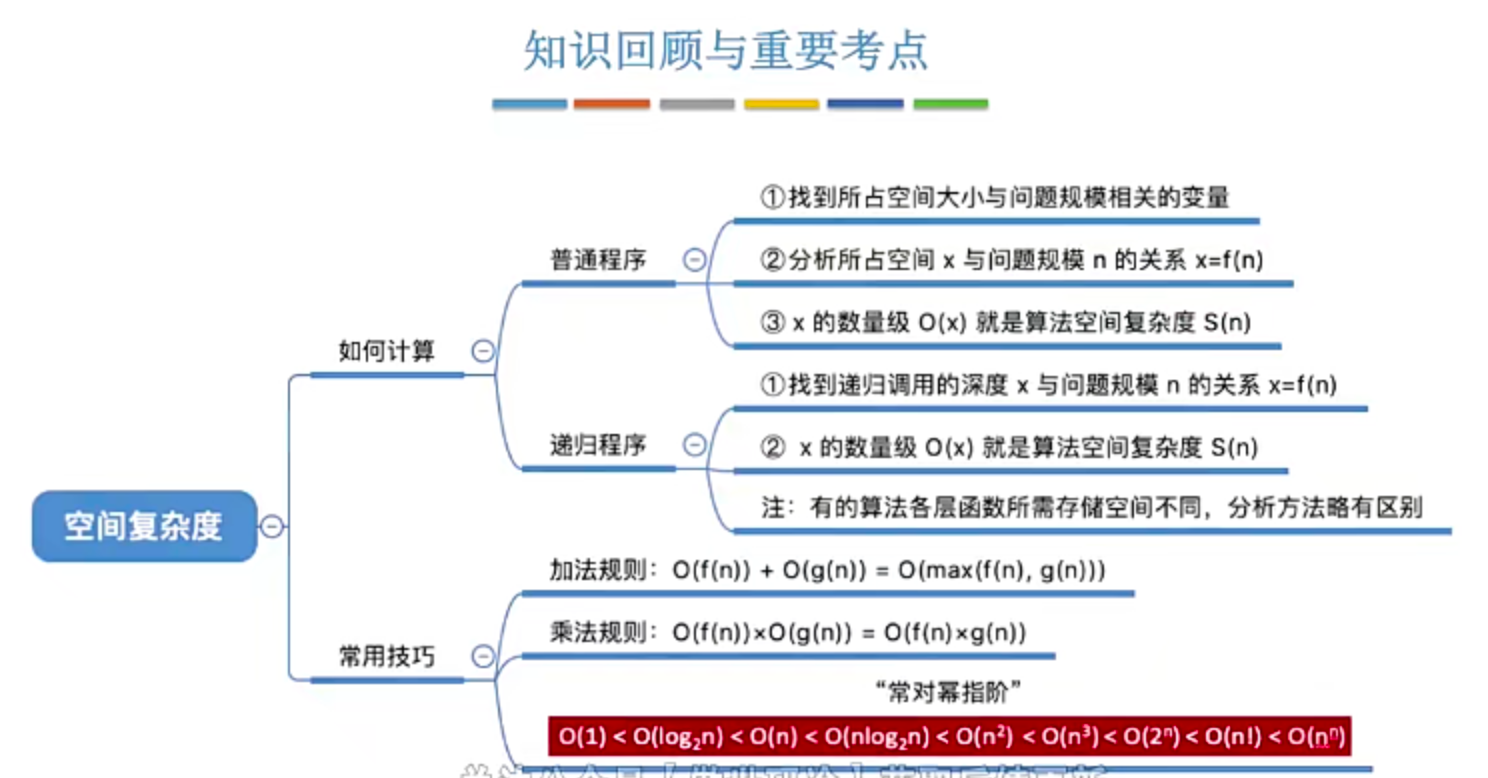 知识回顾与重要考点
①找到所占空间大小与问题规模相关的变量
普通程序
②分析所占空间 x 与问题规模 n 的关系 x=f(n)
③ x 的数量级 O(x) 就是算法空间复杂度 S(n)
如何计算
①找到递归调用的深度 x 与问题规模 n 的关系 x=f(n)
递归程序
② x 的数量级 O(x) 就是算法空间复杂度 S(n)
注：有的算法各层函数所需存储空间不同，分析方法略有区别
空间复杂度
加法规则：O(f(n)) + O(g(n)) = O(max(f(n), g(n)))
乘法规则：O(f(n))×O(g(n)) = O(f(n)×g(n))
常用技巧
“常对幂指阶”
O(1) < O(log₂n) < O(n) < O(nlog₂n) < O(n²) < O(n³) < O(2ⁿ) < O(n!) < O(nⁿ)